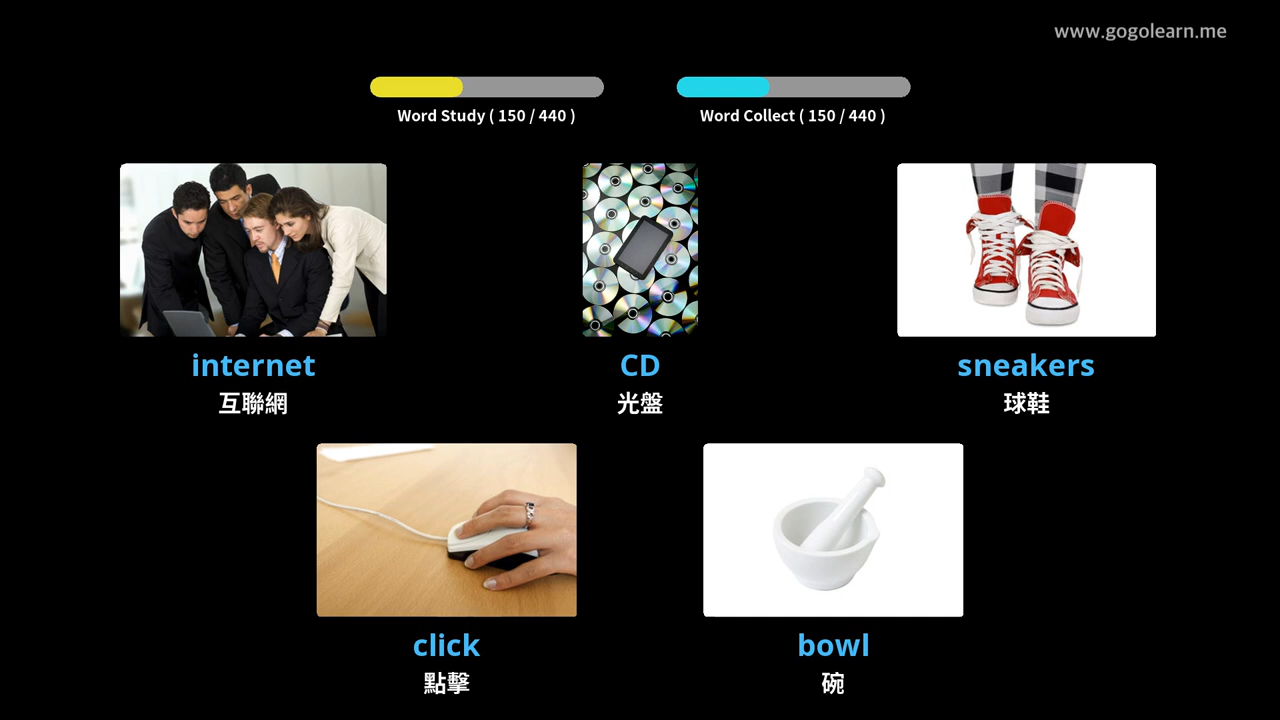 www.gogolearn.me
Word Study ( 150 / 440 )
Word Collect ( 150 / 440 )
internet
互聯網
CD
光盤
sneakers
球鞋
click
點擊
bowl
碗